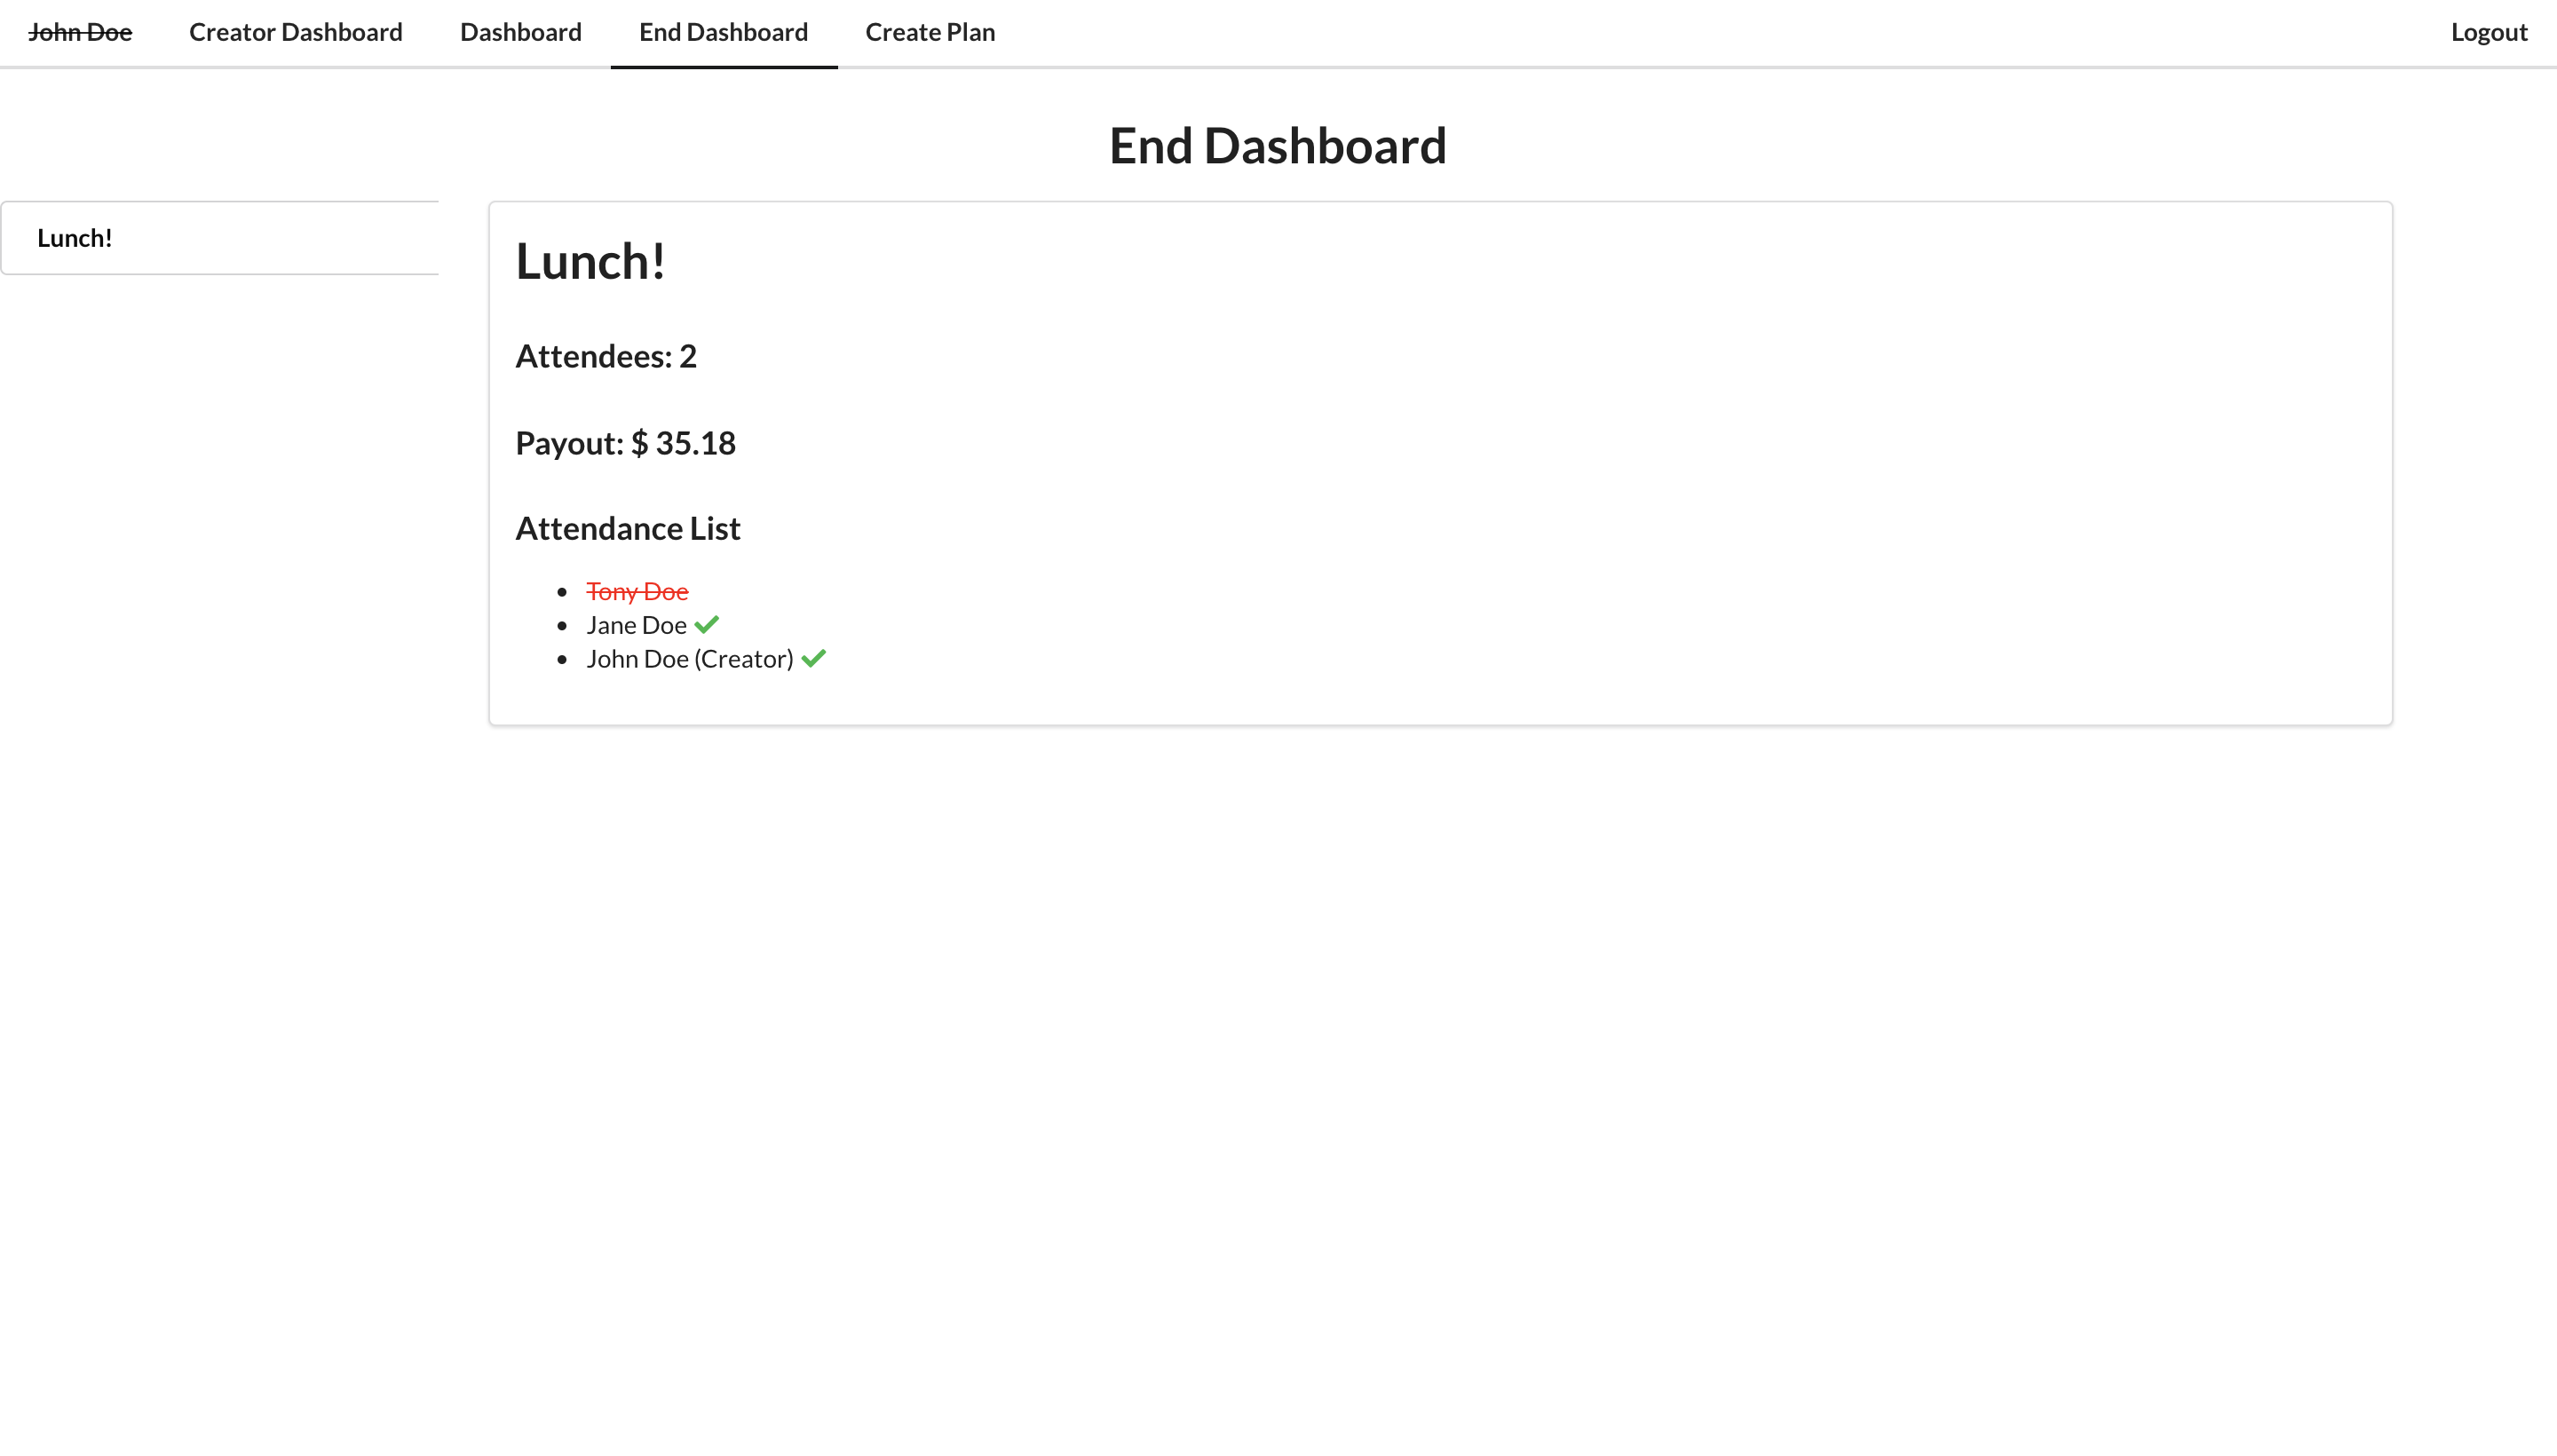 John Doe Creator Dashboard Dashboard End Dashboard Create Plan Logout
End Dashboard
Lunch!
Lunch!
Attendees: 2
Payout: $ 35.18
Attendance List
Tony Doe
Jane Doe
John Doe (Creator)